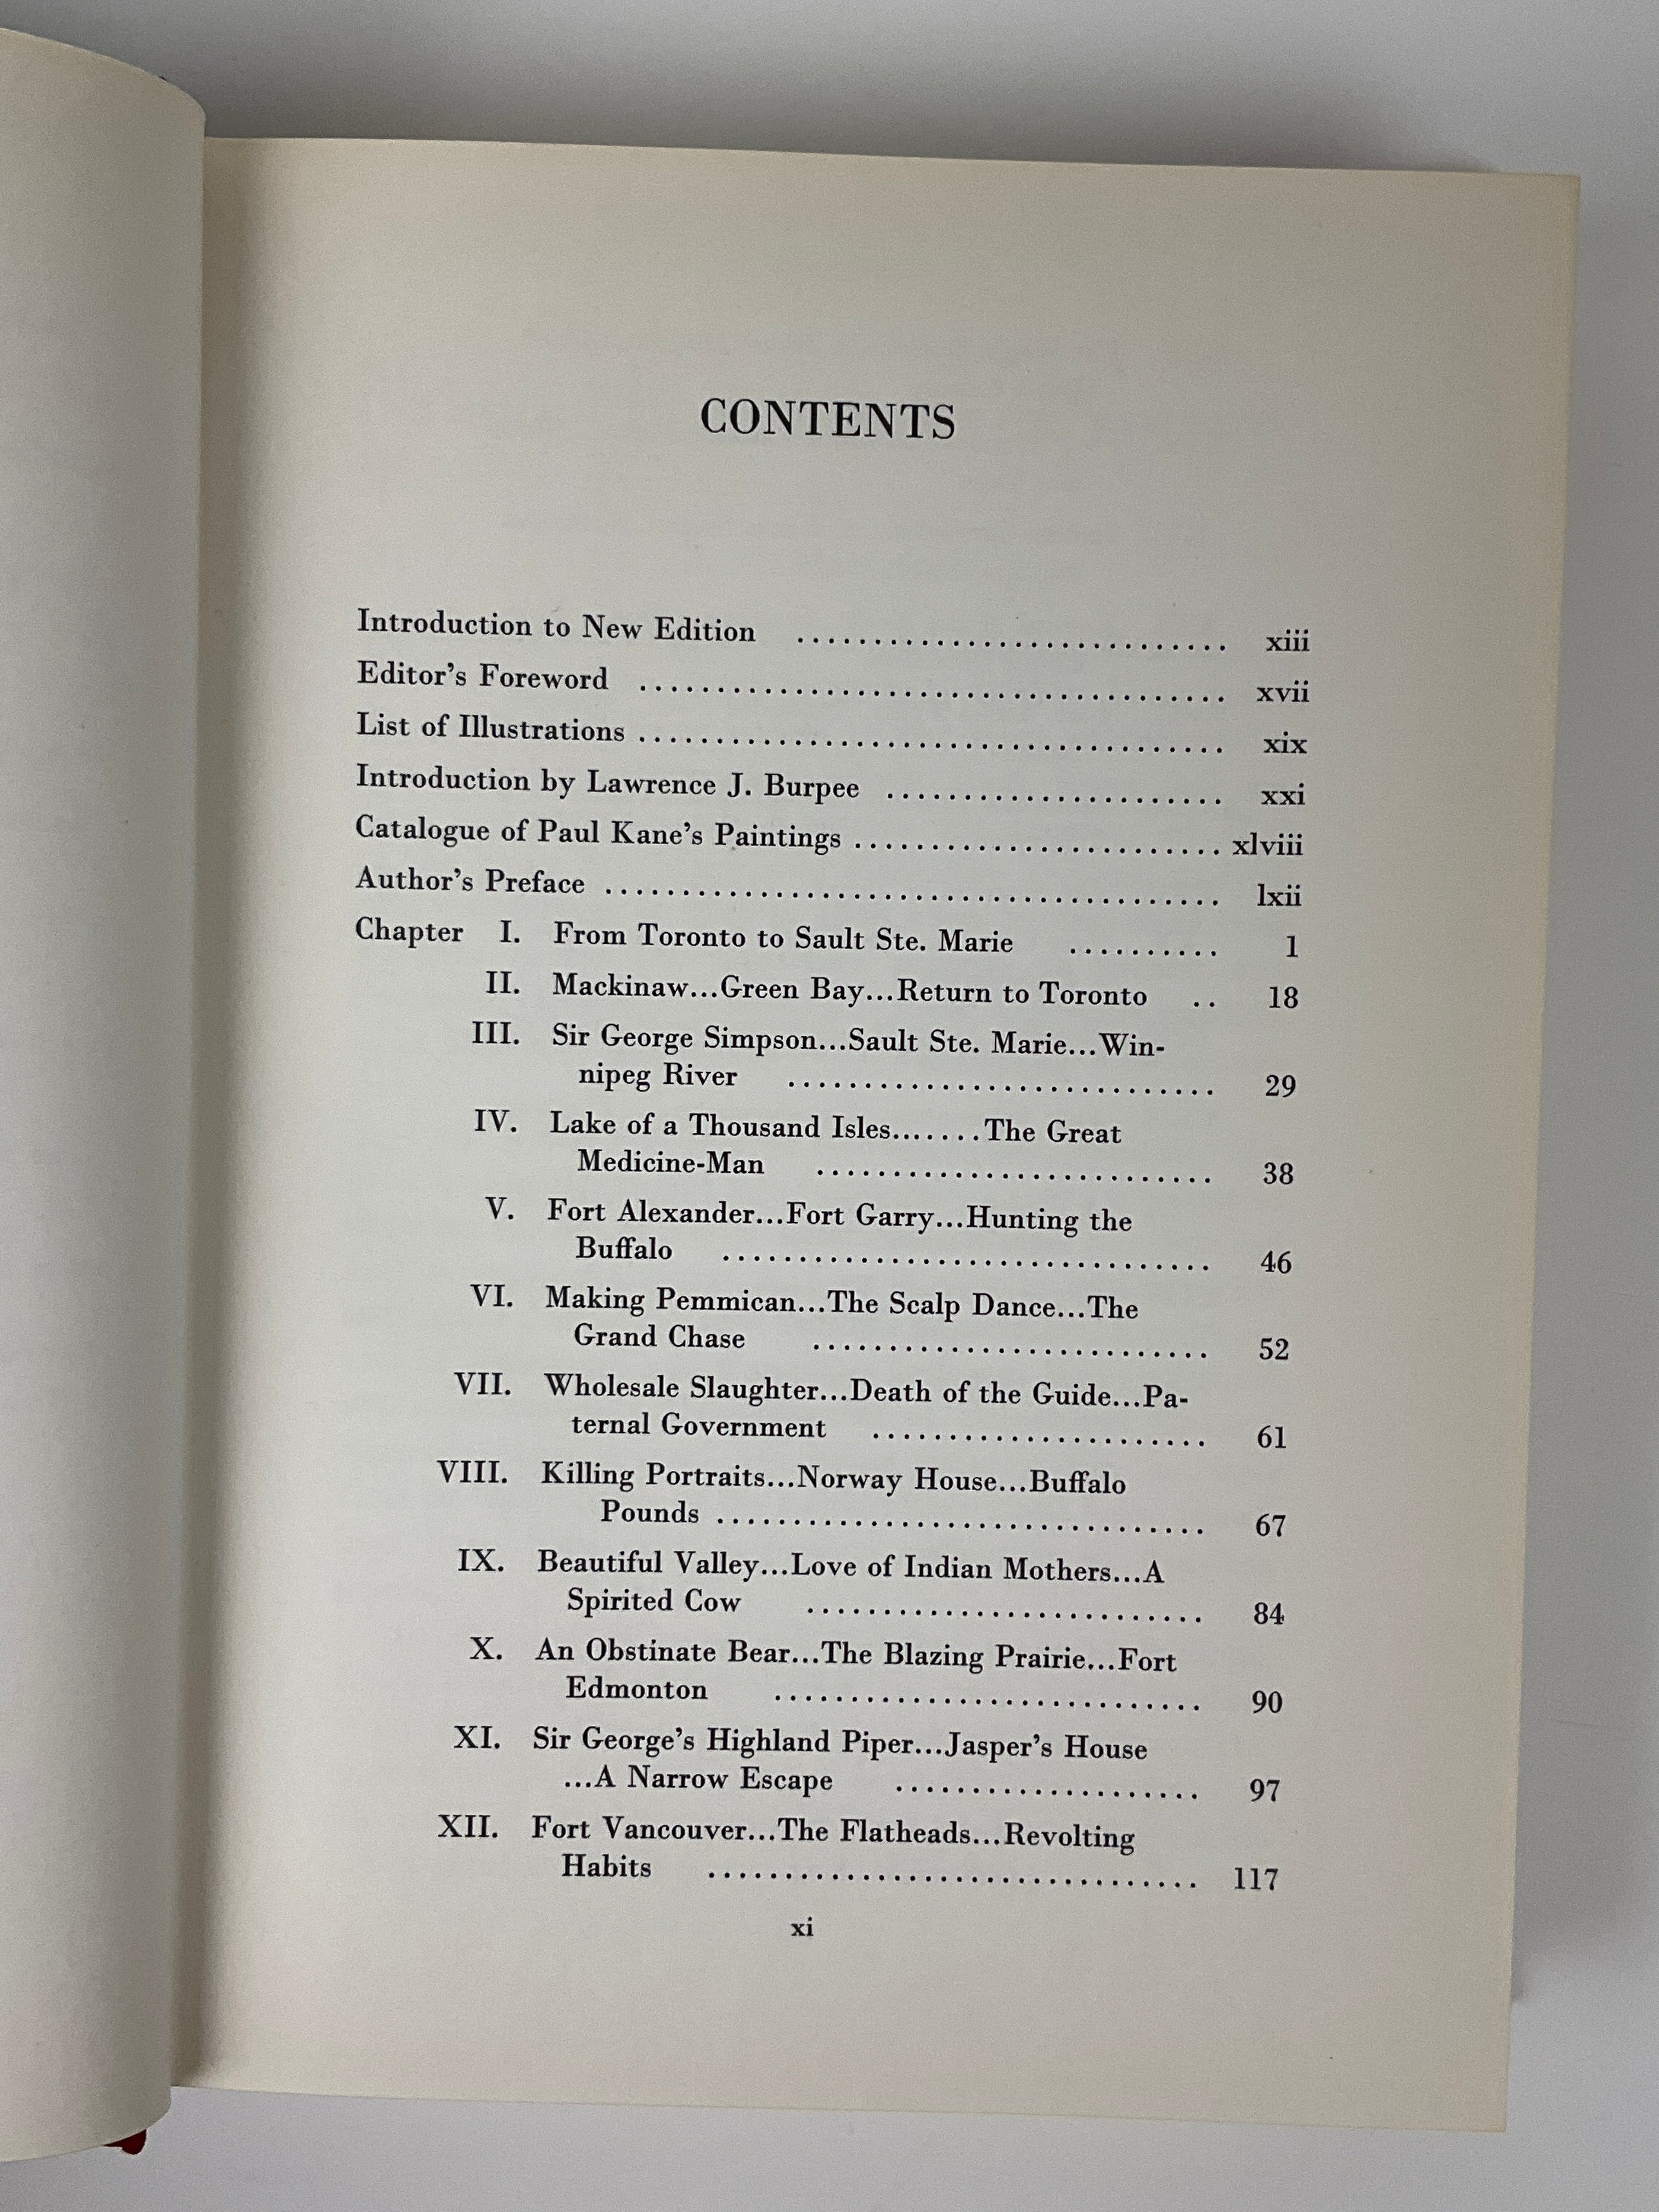 CONTENTS
Introduction to New Edition ............................ xiii
Editor's Foreword ...................................... xvii
List of Illustrations ...................................... xix
Introduction by Lawrence J. Burpee ...................... xxi
Catalogue of Paul Kane's Paintings ........................ xlviii
Author's Preface ........................................ lxii
Chapter I. From Toronto to Sault Ste. Marie .......... 1
II. Mackinaw...Green Bay...Return to Toronto .. 18
III. Sir George Simpson...Sault Ste. Marie...Win-
nipeg River ............................ 29
IV. Lake of a Thousand Isles.......The Great
Medicine-Man .......................... 38
V. Fort Alexander...Fort Garry...Hunting the
Buffalo ................................ 46
VI. Making Pemmican...The Scalp Dance...The
Grand Chase .......................... 52
VII. Wholesale Slaughter...Death of the Guide...Pa-
ternal Government ...................... 61
VIII. Killing Portraits...Norway House...Buffalo
Pounds ................................ 67
IX. Beautiful Valley...Love of Indian Mothers...A
Spirited Cow .......................... 84
X. An Obstinate Bear...The Blazing Prairie...Fort
Edmonton ............................ 90
XI. Sir George's Highland Piper...Jasper's House
...A Narrow Escape .................... 97
XII. Fort Vancouver...The Flatheads...Revolting
Habits ................................ 117
xi